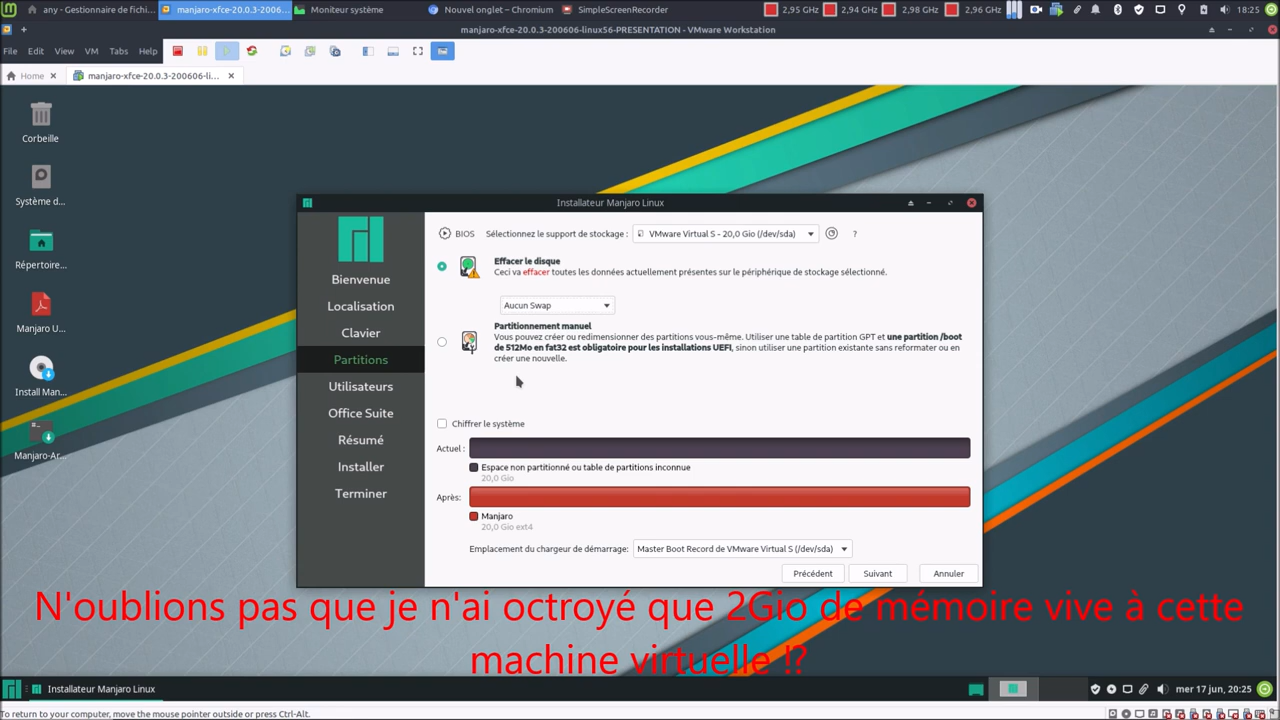 any - Gestionnaire de fichi...
manjaro-xfce-20.0.3-2006...
Moniteur système
Nouvel onglet - Chromium
SimpleScreenRecorder
2,95 GHz
2,94 GHz
2,98 GHz
2,96 GHz
18:25
manjaro-xfce-20.0.3-200606-linux56-PRESENTATION - VMware Workstation
File Edit View VM Tabs Help
Home
manjaro-xfce-20.0.3-200606-li...
Corbeille
Système d...
Répertoire...
Manjaro U...
Install Man...
Manjaro-Ar...
Installateur Manjaro Linux
Bienvenue
Localisation
Clavier
Partitions
Utilisateurs
Office Suite
Résumé
Installer
Terminer
BIOS Sélectionnez le support de stockage : VMware Virtual S - 20,0 Gio (/dev/sda) ?
Effacer le disque
Ceci va effacer toutes les données actuellement présentes sur le périphérique de stockage sélectionné.
Aucun Swap
Partitionnement manuel
Vous pouvez créer ou redimensionner des partitions vous-même. Utiliser une table de partition GPT et une partition /boot
de 512Mo en fat32 est obligatoire pour les installations UEFI, sinon utiliser une partition existante sans reformater ou en
créer une nouvelle.
Chiffrer le système
Actuel :
Espace non partitionné ou table de partitions inconnue
20,0 Gio
Après:
Manjaro
20,0 Gio ext4
Emplacement du chargeur de démarrage: Master Boot Record de VMware Virtual S (/dev/sda)
Précédent Suivant Annuler
N'oublions pas que je n'ai octroyé que 2Gio de mémoire vive à cette
machine virtuelle !?
Installateur Manjaro Linux
mer 17 jun, 20:25
To return to your computer, move the mouse pointer outside or press Ctrl-Alt.